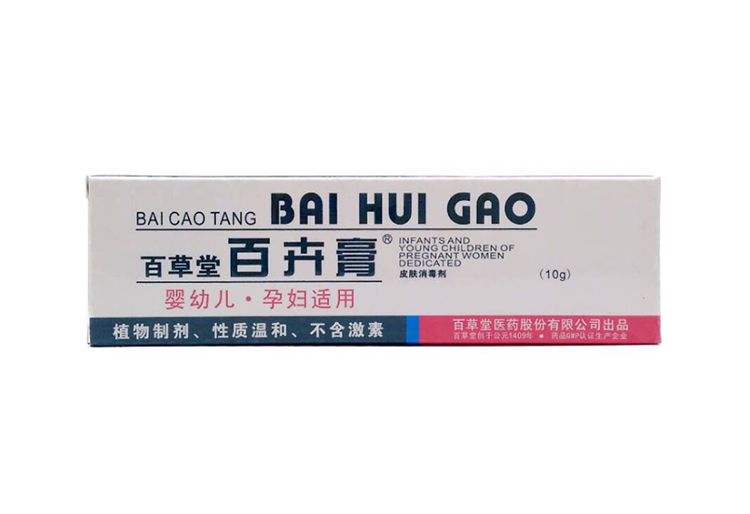 BAI CAO TANG BAI HUI GAO
百草堂 百卉膏®
INFANTS AND
YOUNG CHILDREN OF
PREGNANT WOMEN
DEDICATED
皮肤消毒剂
（10g）
婴幼儿·孕妇适用
植物制剂、性质温和、不含激素
百草堂医药股份有限公司出品
百草堂创于公元1409年 ● 药品GMP认证生产企业